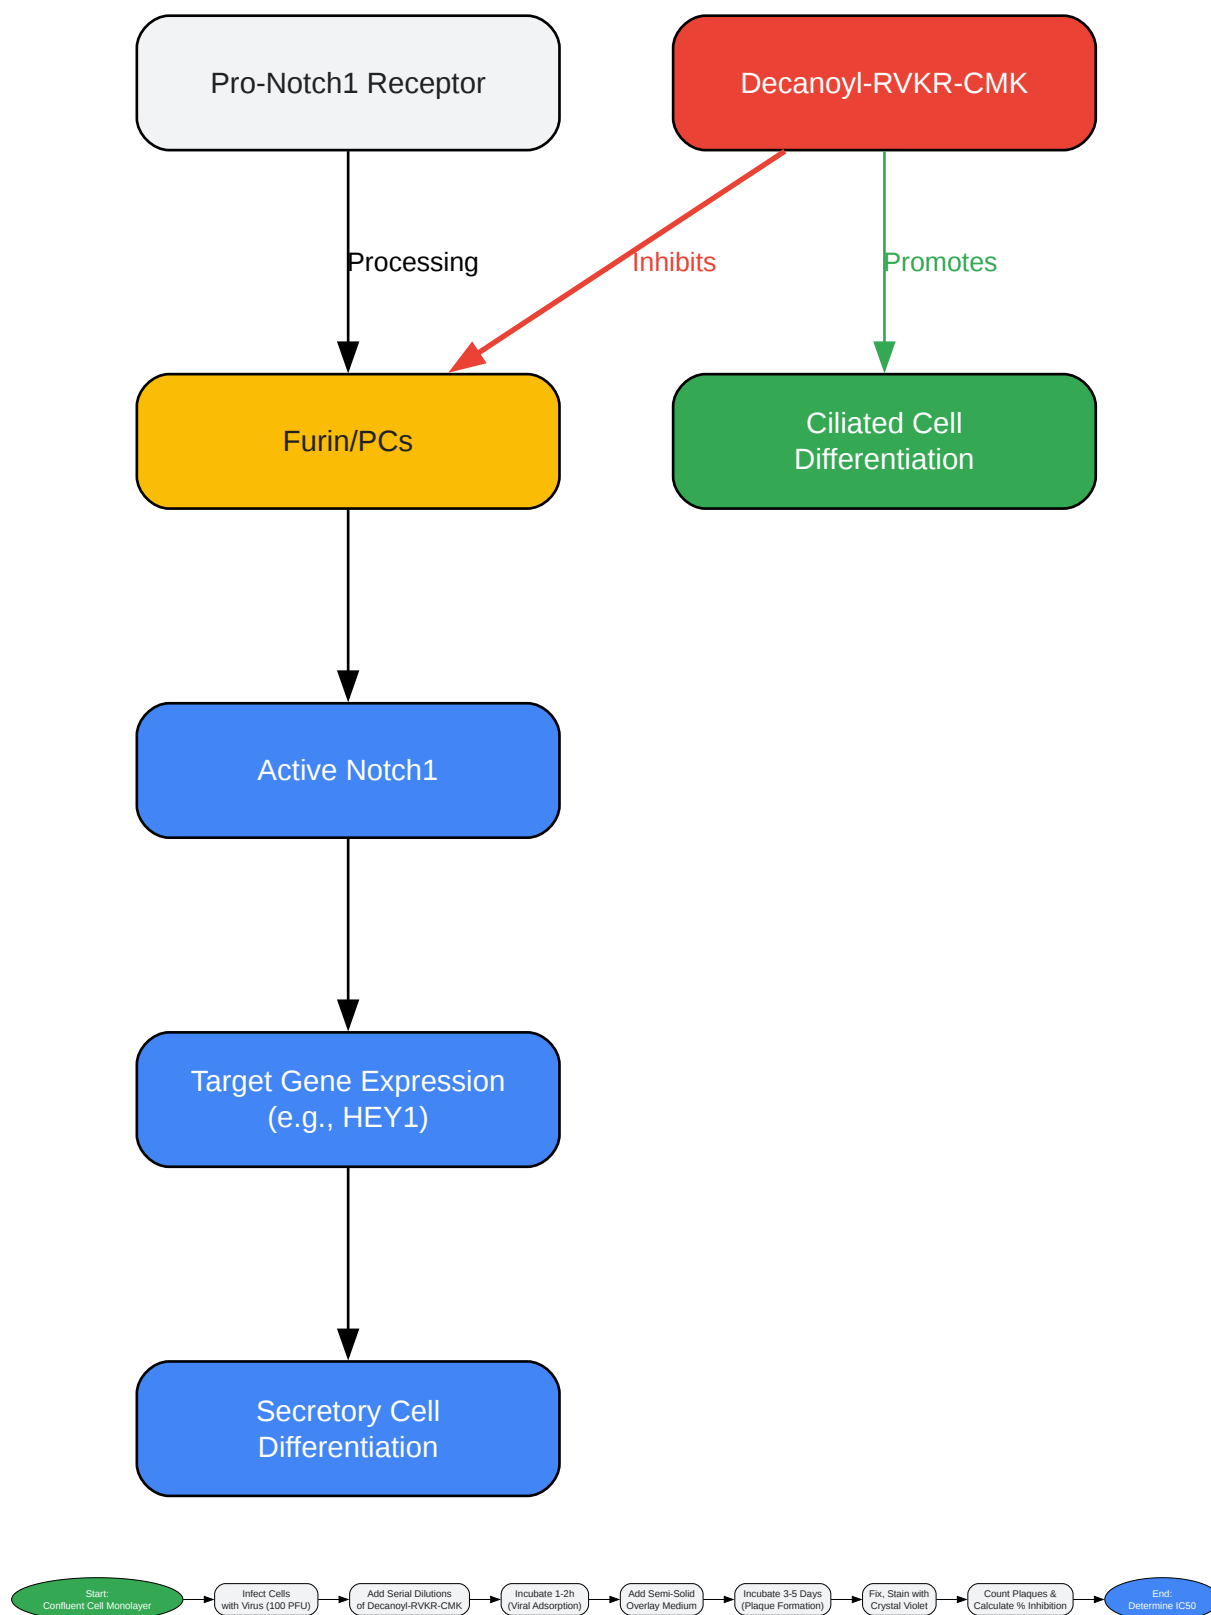 Pro-Notch1 Receptor
Decanoyl-RVKR-CMK
Processing
Inhibits
Promotes
Furin/PCs
Ciliated Cell
Differentiation
Active Notch1
Target Gene Expression
(e.g., HEY1)
Secretory Cell
Differentiation
Start:
Confluent Cell Monolayer
Infect Cells
with Virus (100 PFU)
Add Serial Dilutions
of Decanoyl-RVKR-CMK
Incubate 1-2h
(Viral Adsorption)
Add Semi-Solid
Overlay Medium
Incubate 3-5 Days
(Plaque Formation)
Fix, Stain with
Crystal Violet
Count Plaques &
Calculate % Inhibition
End:
Determine IC50